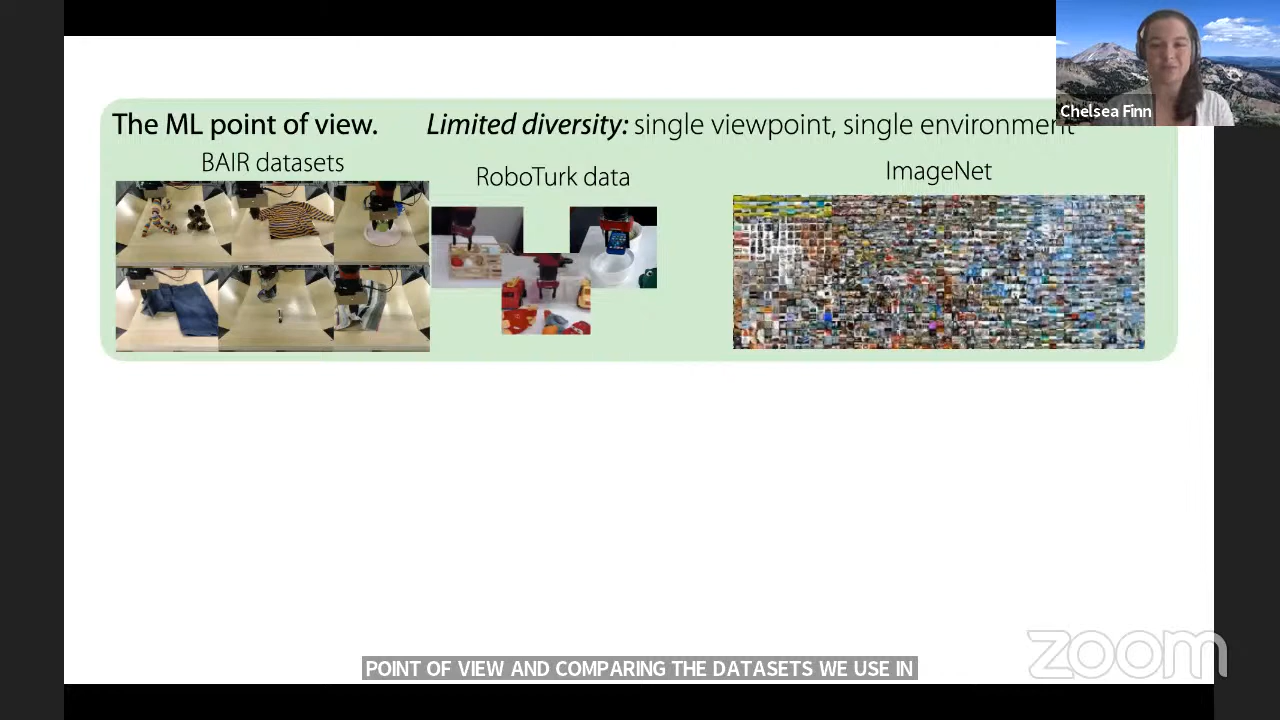 The ML point of view. Limited diversity: single viewpoint, single environment
BAIR datasets
RoboTurk data
ImageNet
Chelsea Finn
POINT OF VIEW AND COMPARING THE DATASETS WE USE IN
zoom